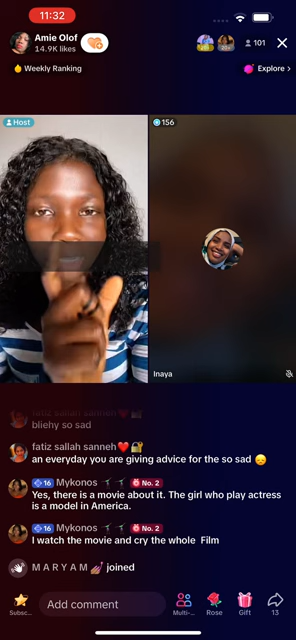 11:32
Amie Olof
14.9K likes
101
Weekly Ranking
Explore >
Host
156
Inaya
fatiz sallah sanneh❤️🔐
bliehy so sad
fatiz sallah sanneh❤️🔐
an everyday you are giving advice for the so sad 😞
16 Mykonos No. 2
Yes, there is a movie about it. The girl who play actress
is a model in America.
16 Mykonos No. 2
I watch the movie and cry the whole Film
M A R Y A M 💅🏾 joined
Add comment
Subsc...
Multi-...
Rose
Gift
13